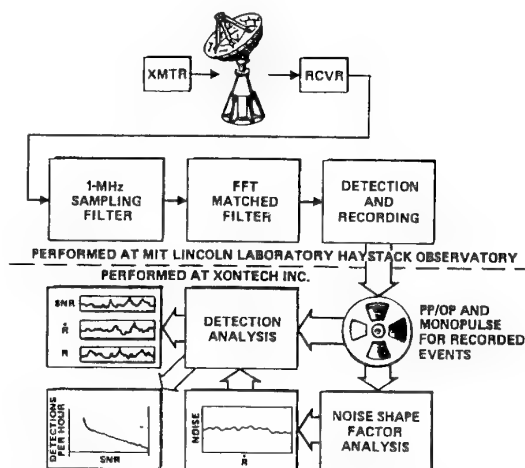 XMTR
RCVR
1-MHz
SAMPLING
FILTER
FFT
MATCHED
FILTER
DETECTION
AND
RECORDING
PERFORMED AT MIT LINCOLN LABORATORY HAYSTACK OBSERVATORY
PERFORMED AT XONTECH INC.
SNR
Ṙ
R
DETECTION
ANALYSIS
PP/OP AND
MONOPULSE
FOR RECORDED
EVENTS
DETECTIONS
PER HOUR
SNR
NOISE
Ṙ
NOISE SHAPE
FACTOR
ANALYSIS